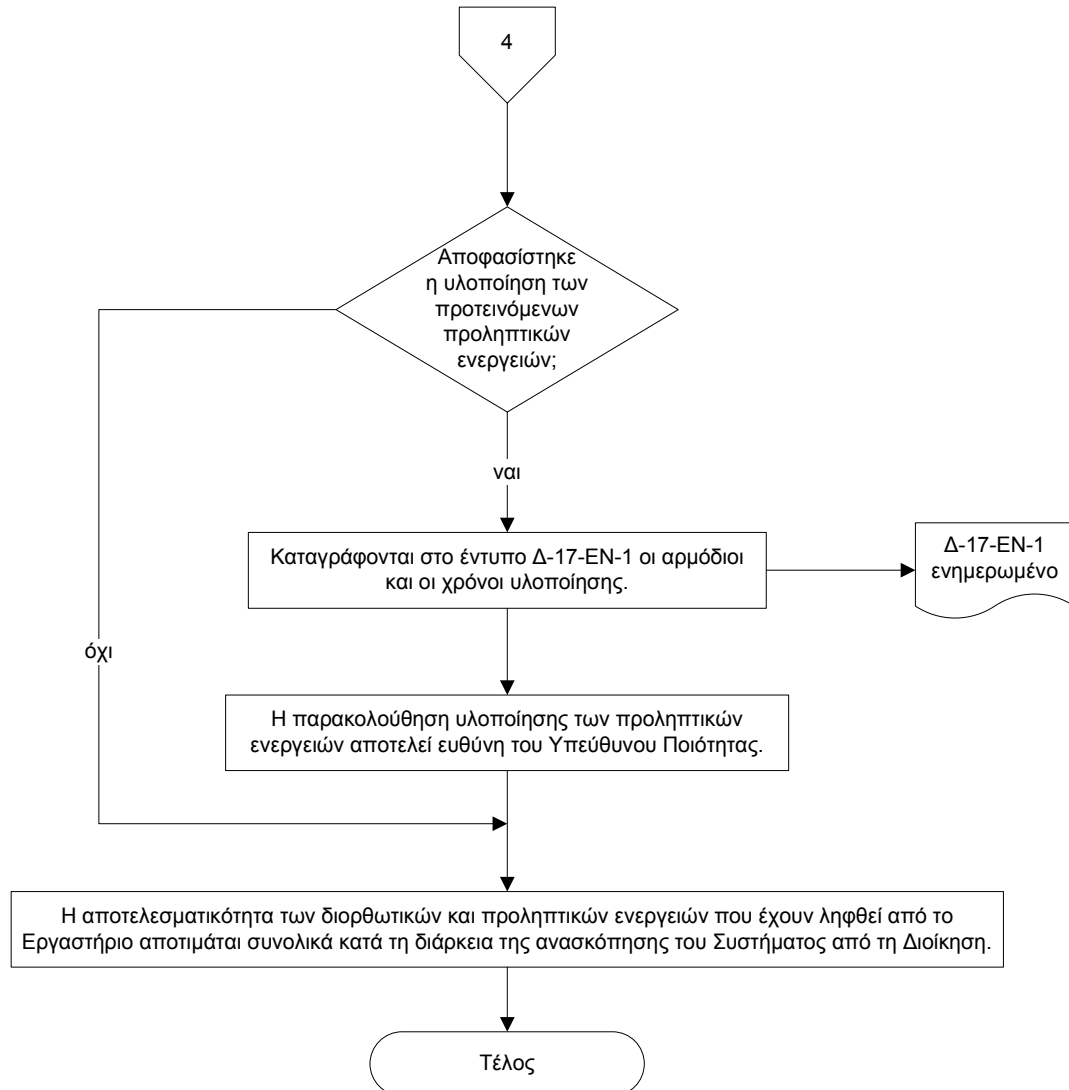 4
Αποφασίστηκε
η υλοποίηση των
προτεινόμενων
προληπτικών
ενεργειών;
ναι
Καταγράφονται στο έντυπο Δ-17-ΕΝ-1 οι αρμόδιοι
και οι χρόνοι υλοποίησης.
Δ-17-ΕΝ-1
ενημερωμένο
όχι
Η παρακολούθηση υλοποίησης των προληπτικών
ενεργειών αποτελεί ευθύνη του Υπεύθυνου Ποιότητας.
Η αποτελεσματικότητα των διορθωτικών και προληπτικών ενεργειών που έχουν ληφθεί από το
Εργαστήριο αποτιμάται συνολικά κατά τη διάρκεια της ανασκόπησης του Συστήματος από τη Διοίκηση.
Τέλος